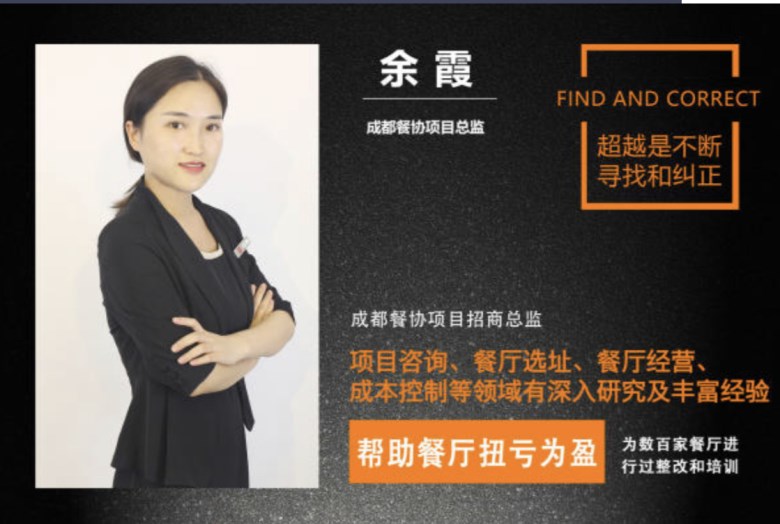 余霞
成都餐协项目总监
FIND AND CORRECT
超越是不断
寻找和纠正
成都餐协项目招商总监
项目咨询、餐厅选址、餐厅经营、
成本控制等领域有深入研究及丰富经验
帮助餐厅扭亏为盈
为数百家餐厅进
行过整改和培训